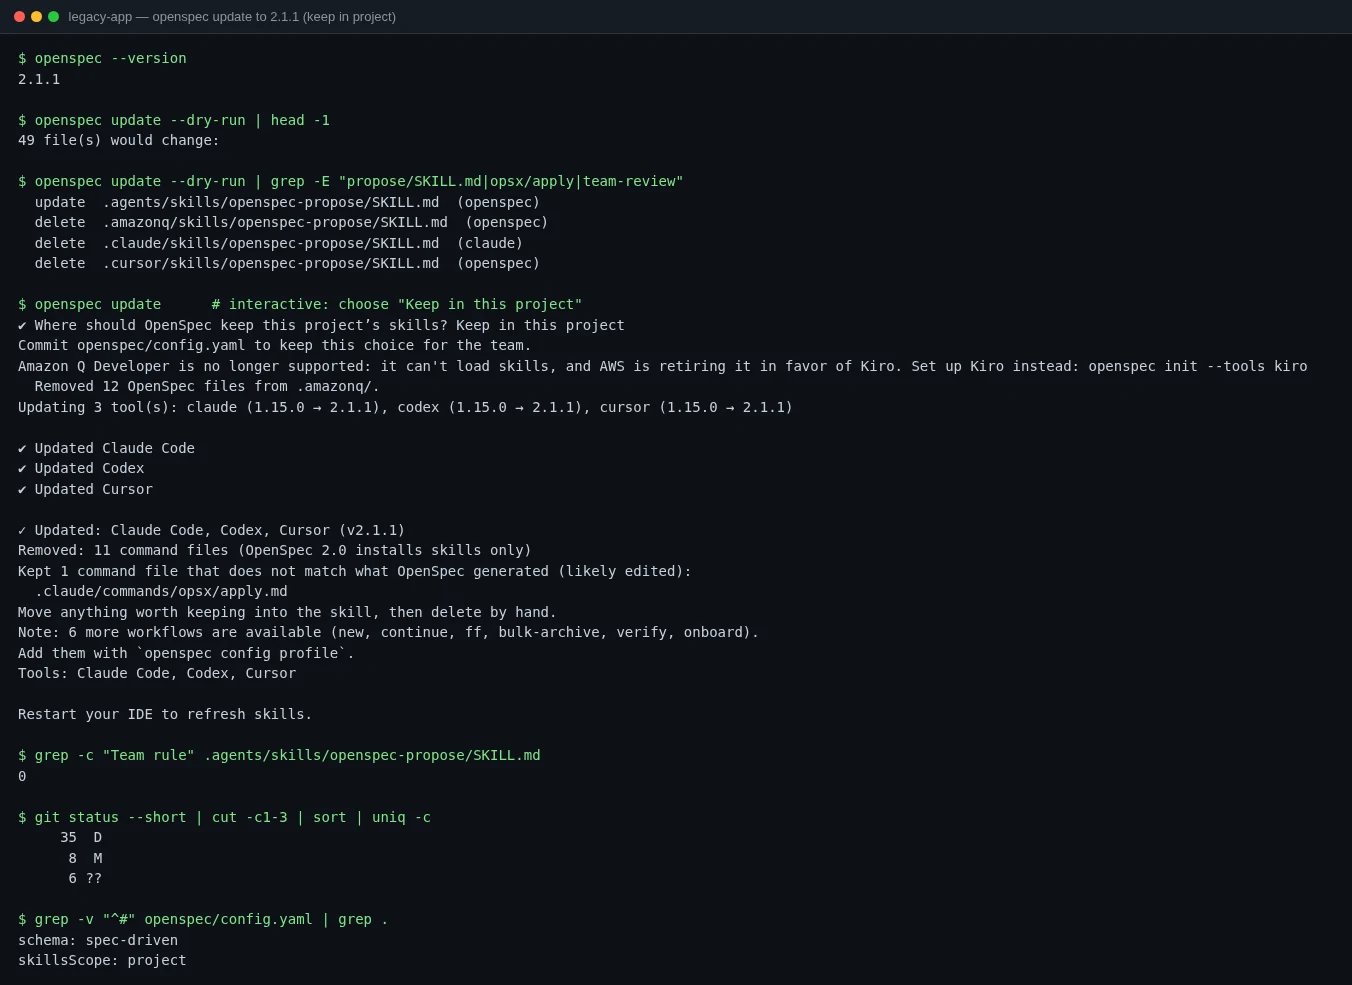 legacy-app — openspec update to 2.1.1 (keep in project)
$ openspec --version
2.1.1
$ openspec update --dry-run | head -1
49 file(s) would change:
$ openspec update --dry-run | grep -E "propose/SKILL.md|opsx/apply|team-review"
  update  .agents/skills/openspec-propose/SKILL.md  (openspec)
  delete  .amazonq/skills/openspec-propose/SKILL.md  (openspec)
  delete  .claude/skills/openspec-propose/SKILL.md  (claude)
  delete  .cursor/skills/openspec-propose/SKILL.md  (openspec)
$ openspec update      # interactive: choose "Keep in this project"
✔ Where should OpenSpec keep this project’s skills? Keep in this project
Commit openspec/config.yaml to keep this choice for the team.
Amazon Q Developer is no longer supported: it can't load skills, and AWS is retiring it in favor of Kiro. Set up Kiro instead: openspec init --tools kiro
  Removed 12 OpenSpec files from .amazonq/.
Updating 3 tool(s): claude (1.15.0 → 2.1.1), codex (1.15.0 → 2.1.1), cursor (1.15.0 → 2.1.1)
✔ Updated Claude Code
✔ Updated Codex
✔ Updated Cursor
✓ Updated: Claude Code, Codex, Cursor (v2.1.1)
Removed: 11 command files (OpenSpec 2.0 installs skills only)
Kept 1 command file that does not match what OpenSpec generated (likely edited):
  .claude/commands/opsx/apply.md
Move anything worth keeping into the skill, then delete by hand.
Note: 6 more workflows are available (new, continue, ff, bulk-archive, verify, onboard).
Add them with `openspec config profile`.
Tools: Claude Code, Codex, Cursor
Restart your IDE to refresh skills.
$ grep -c "Team rule" .agents/skills/openspec-propose/SKILL.md
0
$ git status --short | cut -c1-3 | sort | uniq -c
     35  D
      8  M
      6 ??
$ grep -v "^#" openspec/config.yaml | grep .
schema: spec-driven
skillsScope: project